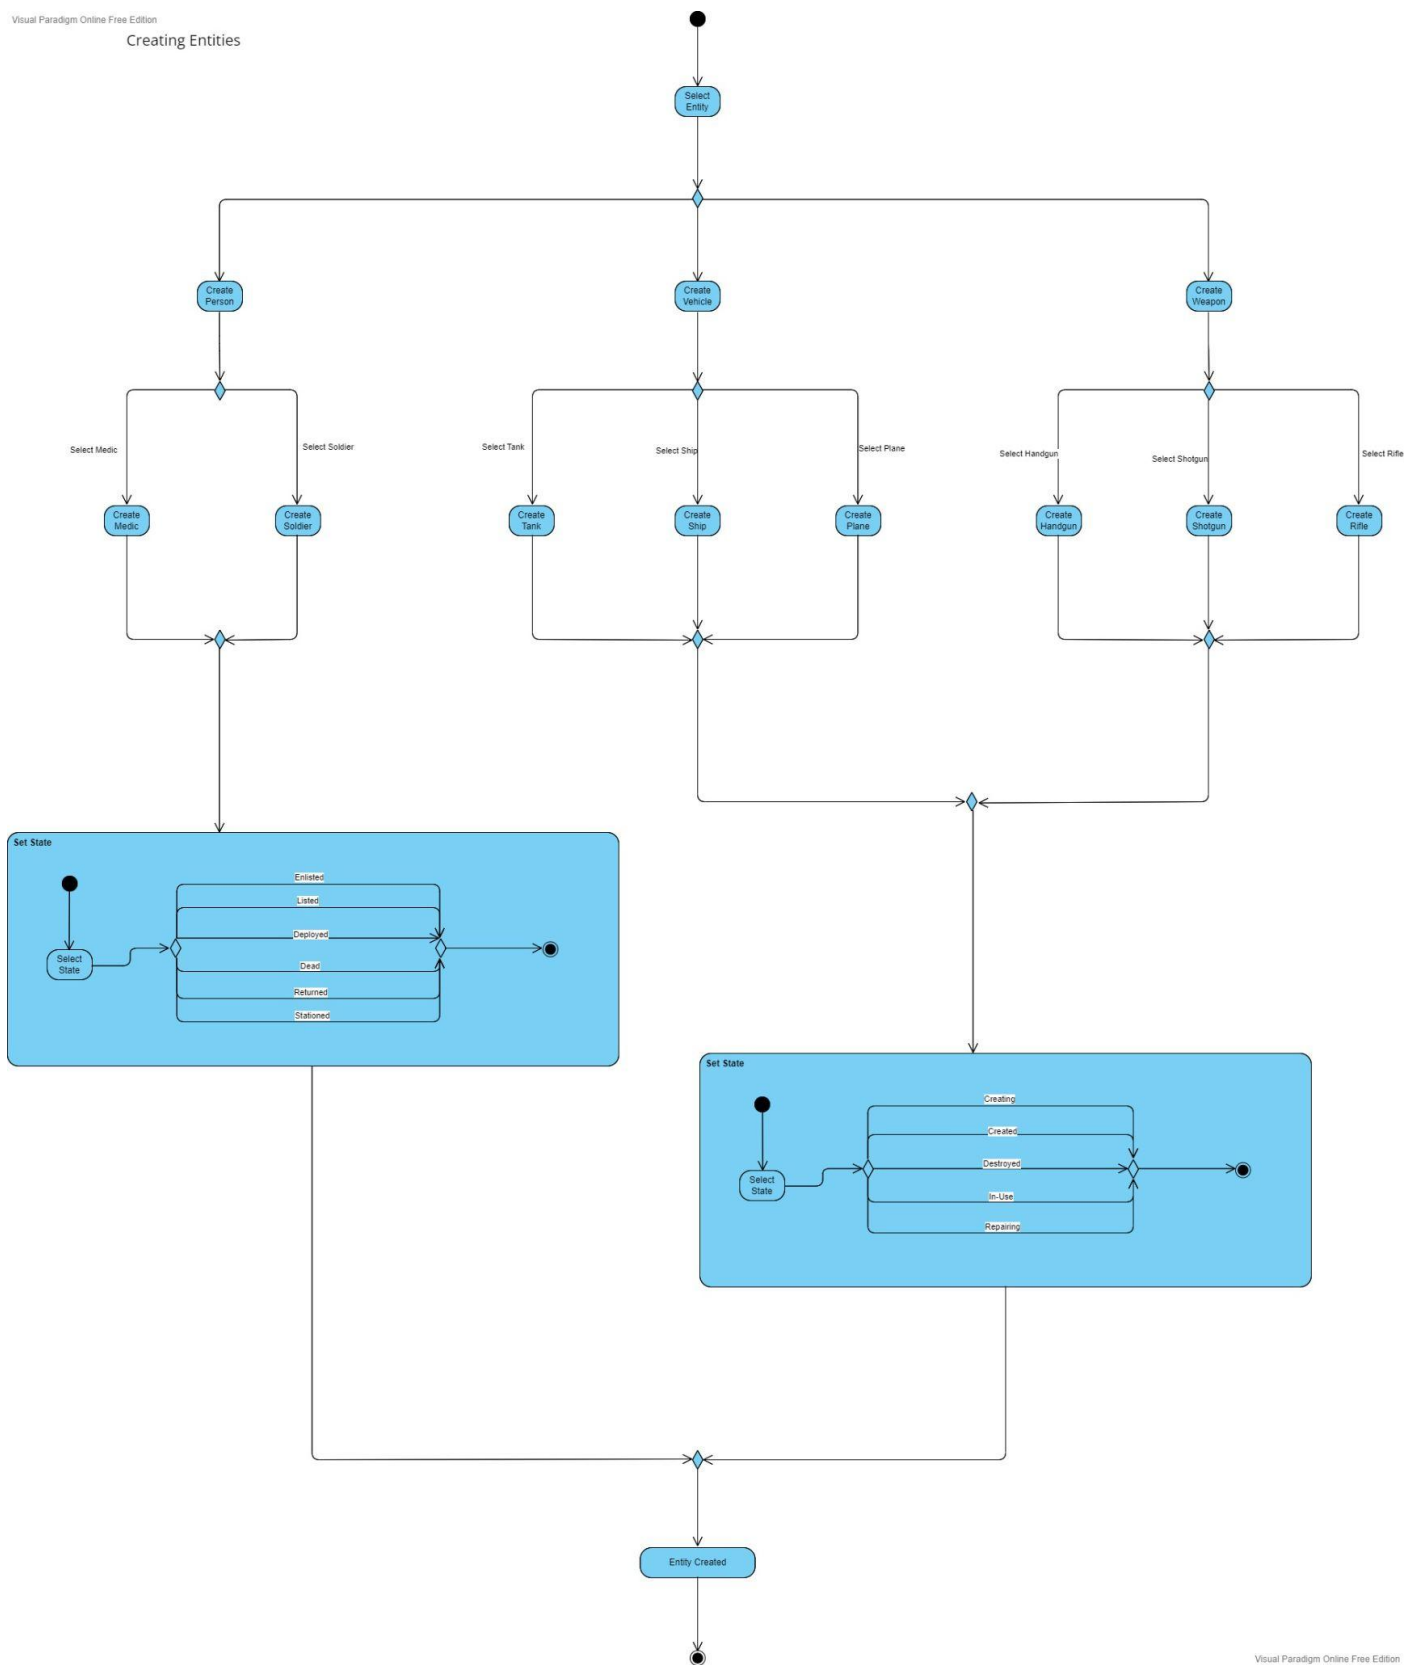 Visual Paradigm Online Free Edition
Creating Entities
Select
Entity
Create
Person
Create
Vehicle
Create
Weapon
Select Medic
Select Soldier
Select Tank
Select Ship
Select Plane
Select Handgun
Select Shotgun
Select Rifle
Create
Medic
Create
Soldier
Create
Tank
Create
Ship
Create
Plane
Create
Handgun
Create
Shotgun
Create
Rifle
Set State
Select
State
Enlisted
Listed
Deployed
Dead
Returned
Stationed
Set State
Select
State
Creating
Created
Destroyed
In-Use
Repairing
Entity Created
Visual Paradigm Online Free Edition